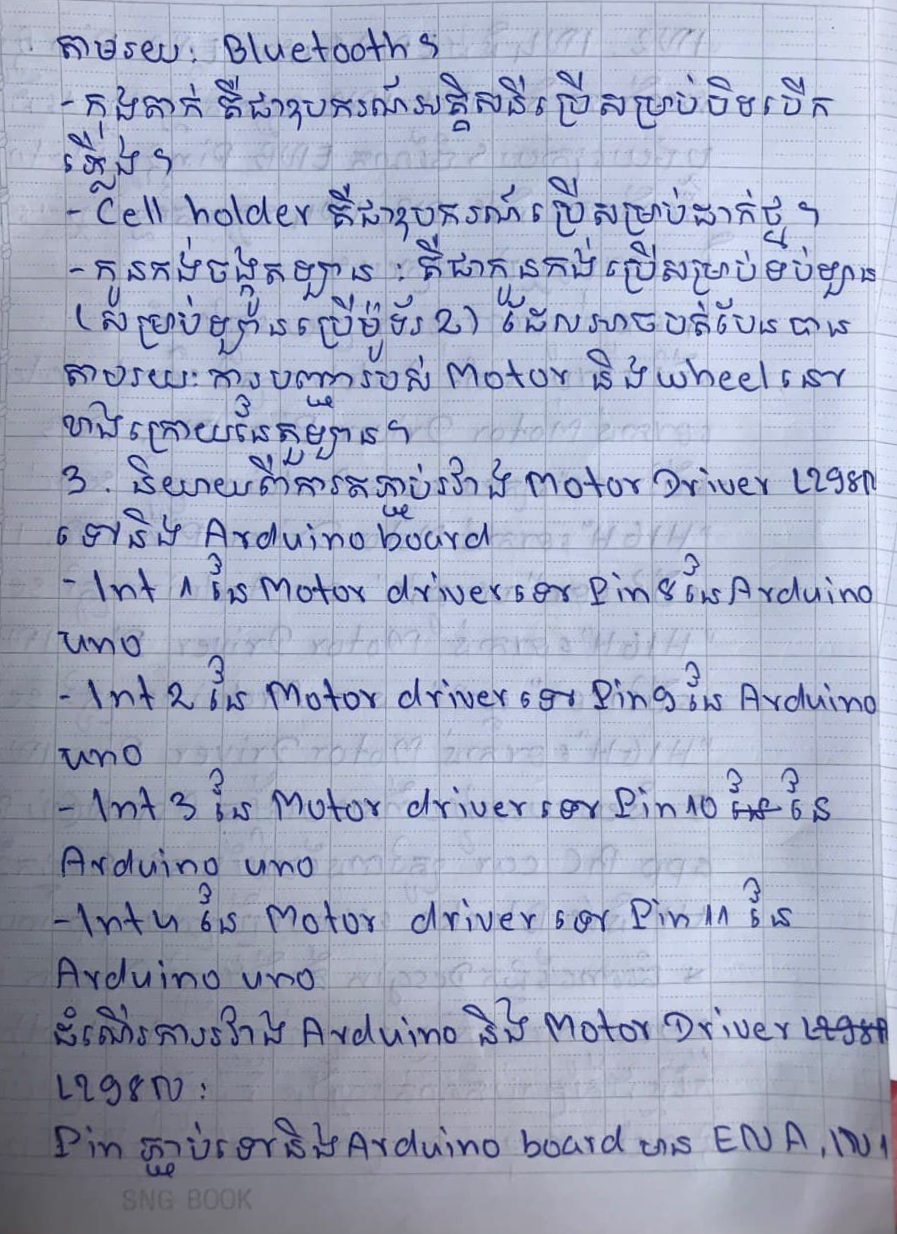 តាមរយៈ Bluetooth។
- កុងតាក់ គឺជាឧបករណ៍អគ្គិសនីប្រើសម្រាប់បិទបើក
ភ្លើង។
- Cell holder គឺជាឧបករណ៍ប្រើសម្រាប់ដាក់ថ្ម។
- កូនកង់ចង្កូតឡាន : គឺជាកូនកង់ប្រើសម្រាប់ទប់ឡាន
(សំម្រាប់ឡានប្រើម៉ូទ័រ2) ដែលអាចបត់បែនបាន
តាមរយៈការបញ្ជារបស់ Motor និង wheel នៅ
ខាងក្រោយនៃតួឡាន។
3. និយាយពីការតភ្ជាប់រវាង Motor Driver L298N
ទៅនិង Arduino board
- Int 1 នៃ Motor driver ទៅ Pin 8 នៃ Arduino
uno
- Int 2 នៃ Motor driver ទៅ Pin 9 នៃ Arduino
uno
- Int 3 នៃ Motor driver ទៅ Pin 10 នៃ
Arduino uno
- Int 4 នៃ Motor driver ទៅ Pin 11 នៃ
Arduino uno
ដំណើរការរវាង Arduino និង Motor Driver
L298N :
Pin ភ្ជាប់ទៅនិង Arduino board មាន ENA, IN1
SNG BOOK